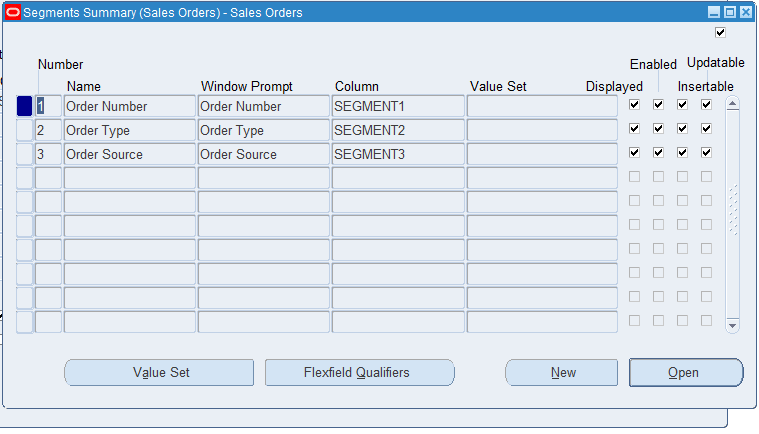 Segments Summary (Sales Orders) - Sales Orders
Number Enabled Updatable
Name Window Prompt Column Value Set Displayed Insertable
1 Order Number Order Number SEGMENT1
2 Order Type Order Type SEGMENT2
3 Order Source Order Source SEGMENT3
Value Set Flexfield Qualifiers New Open